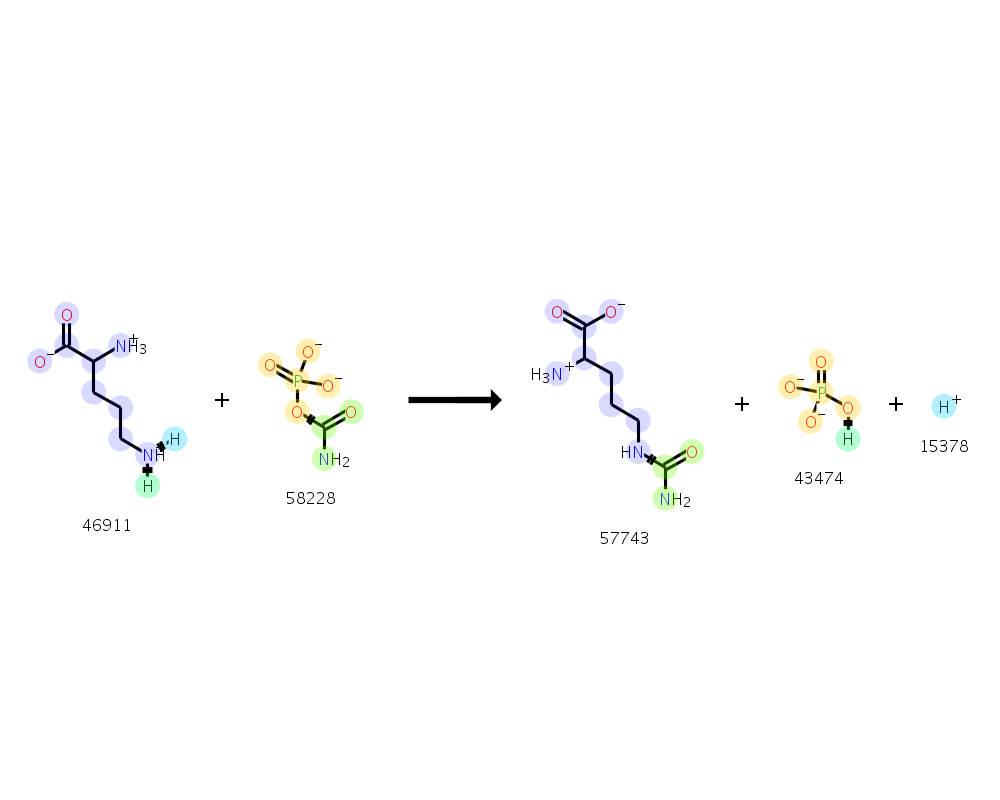 O
O⁻
NH₃⁺
NH
H
H
46911
+
O⁻
O
P
O⁻
O
O
NH₂
58228
O
O⁻
H₃N⁺
HN
O
NH₂
57743
+
O
O⁻
P
O⁻
O
H
43474
+
H⁺
15378